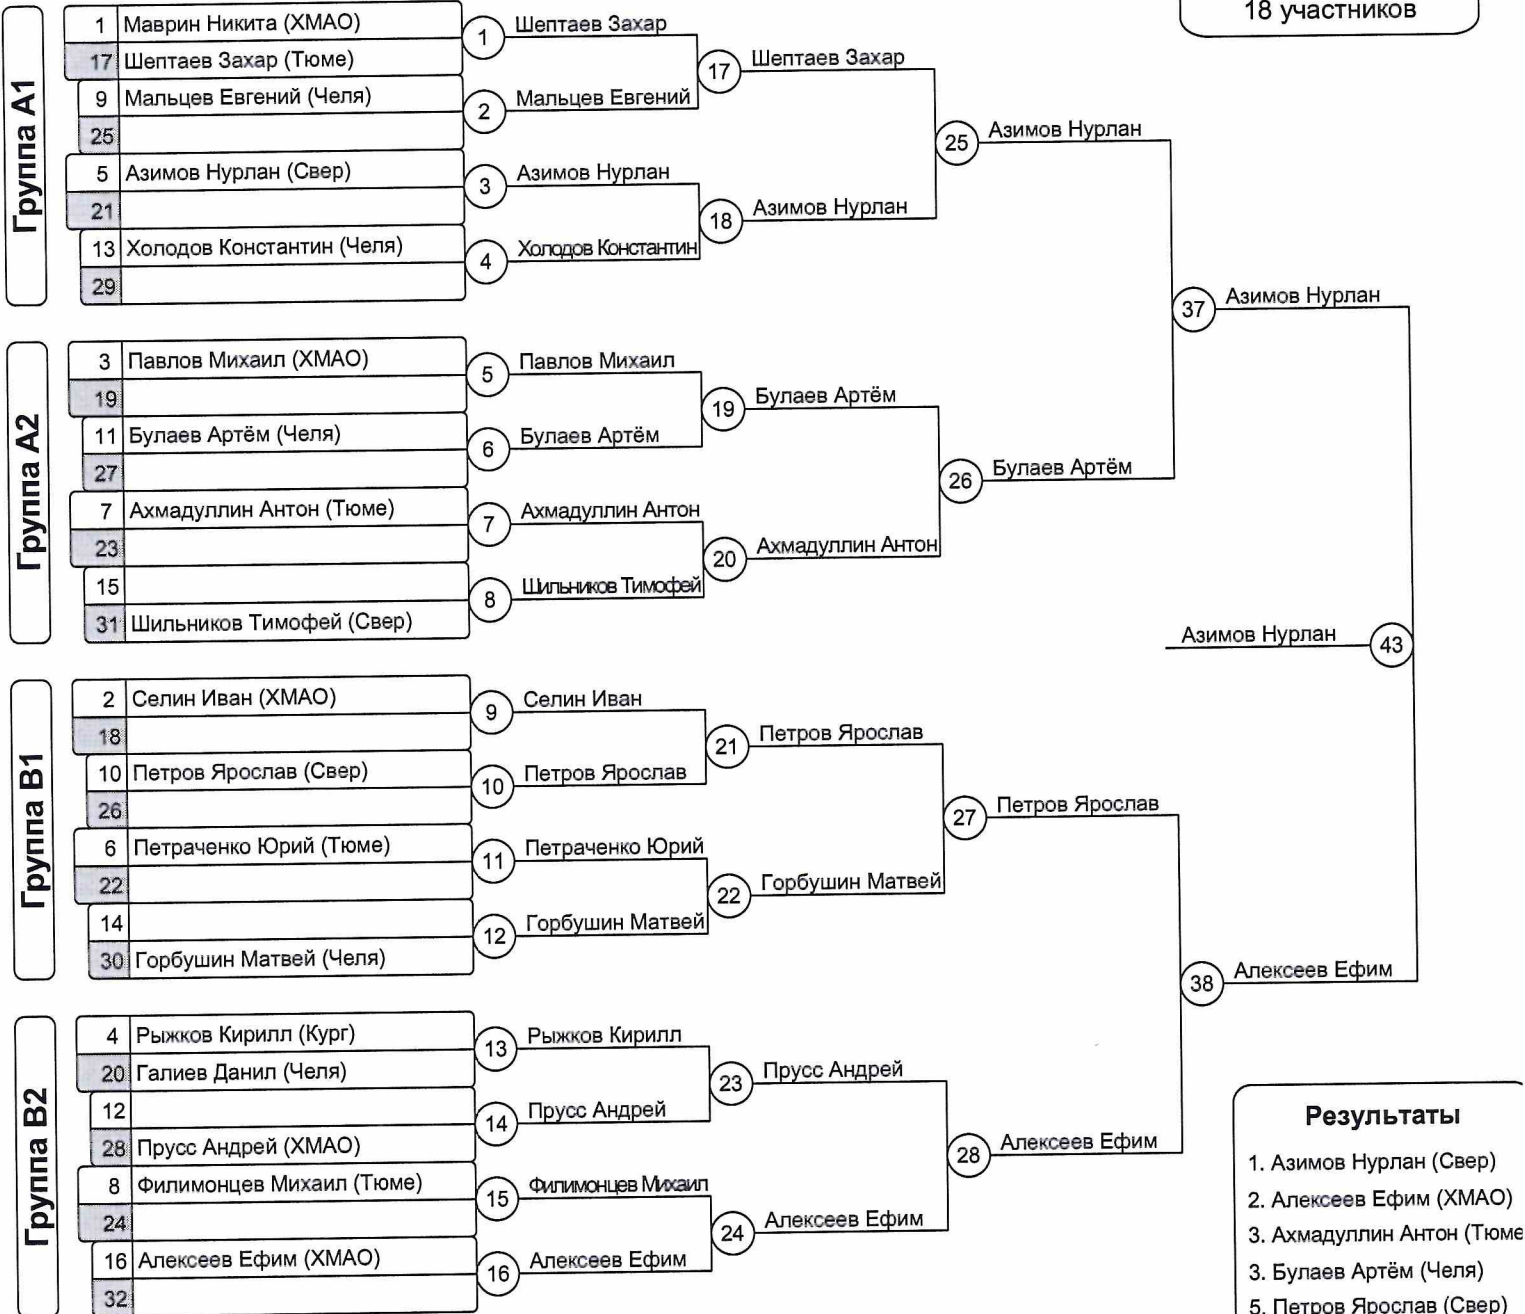 18 участников
Группа A1
1 Маврин Никита (ХМАО)
17 Шептаев Захар (Тюме)
9 Мальцев Евгений (Челя)
25
5 Азимов Нурлан (Свер)
21
13 Холодов Константин (Челя)
29
1 Шептаев Захар
2 Мальцев Евгений
3 Азимов Нурлан
4 Холодов Константин
17 Шептаев Захар
18 Азимов Нурлан
25 Азимов Нурлан
Группа A2
3 Павлов Михаил (ХМАО)
19
11 Булаев Артём (Челя)
27
7 Ахмадуллин Антон (Тюме)
23
15
31 Шильников Тимофей (Свер)
5 Павлов Михаил
6 Булаев Артём
7 Ахмадуллин Антон
8 Шильников Тимофей
19 Булаев Артём
20 Ахмадуллин Антон
26 Булаев Артём
37 Азимов Нурлан
Азимов Нурлан 43
Группа B1
2 Селин Иван (ХМАО)
18
10 Петров Ярослав (Свер)
26
6 Петраченко Юрий (Тюме)
22
14
30 Горбушин Матвей (Челя)
9 Селин Иван
10 Петров Ярослав
11 Петраченко Юрий
12 Горбушин Матвей
21 Петров Ярослав
22 Горбушин Матвей
27 Петров Ярослав
Группа B2
4 Рыжков Кирилл (Кург)
20 Галиев Данил (Челя)
12
28 Прусс Андрей (ХМАО)
8 Филимонцев Михаил (Тюме)
24
16 Алексеев Ефим (ХМАО)
32
13 Рыжков Кирилл
14 Прусс Андрей
15 Филимонцев Михаил
16 Алексеев Ефим
23 Прусс Андрей
24 Алексеев Ефим
28 Алексеев Ефим
38 Алексеев Ефим
Результаты
1. Азимов Нурлан (Свер)
2. Алексеев Ефим (ХМАО)
3. Ахмадуллин Антон (Тюме
3. Булаев Артём (Челя)
5. Петров Ярослав (Свер)